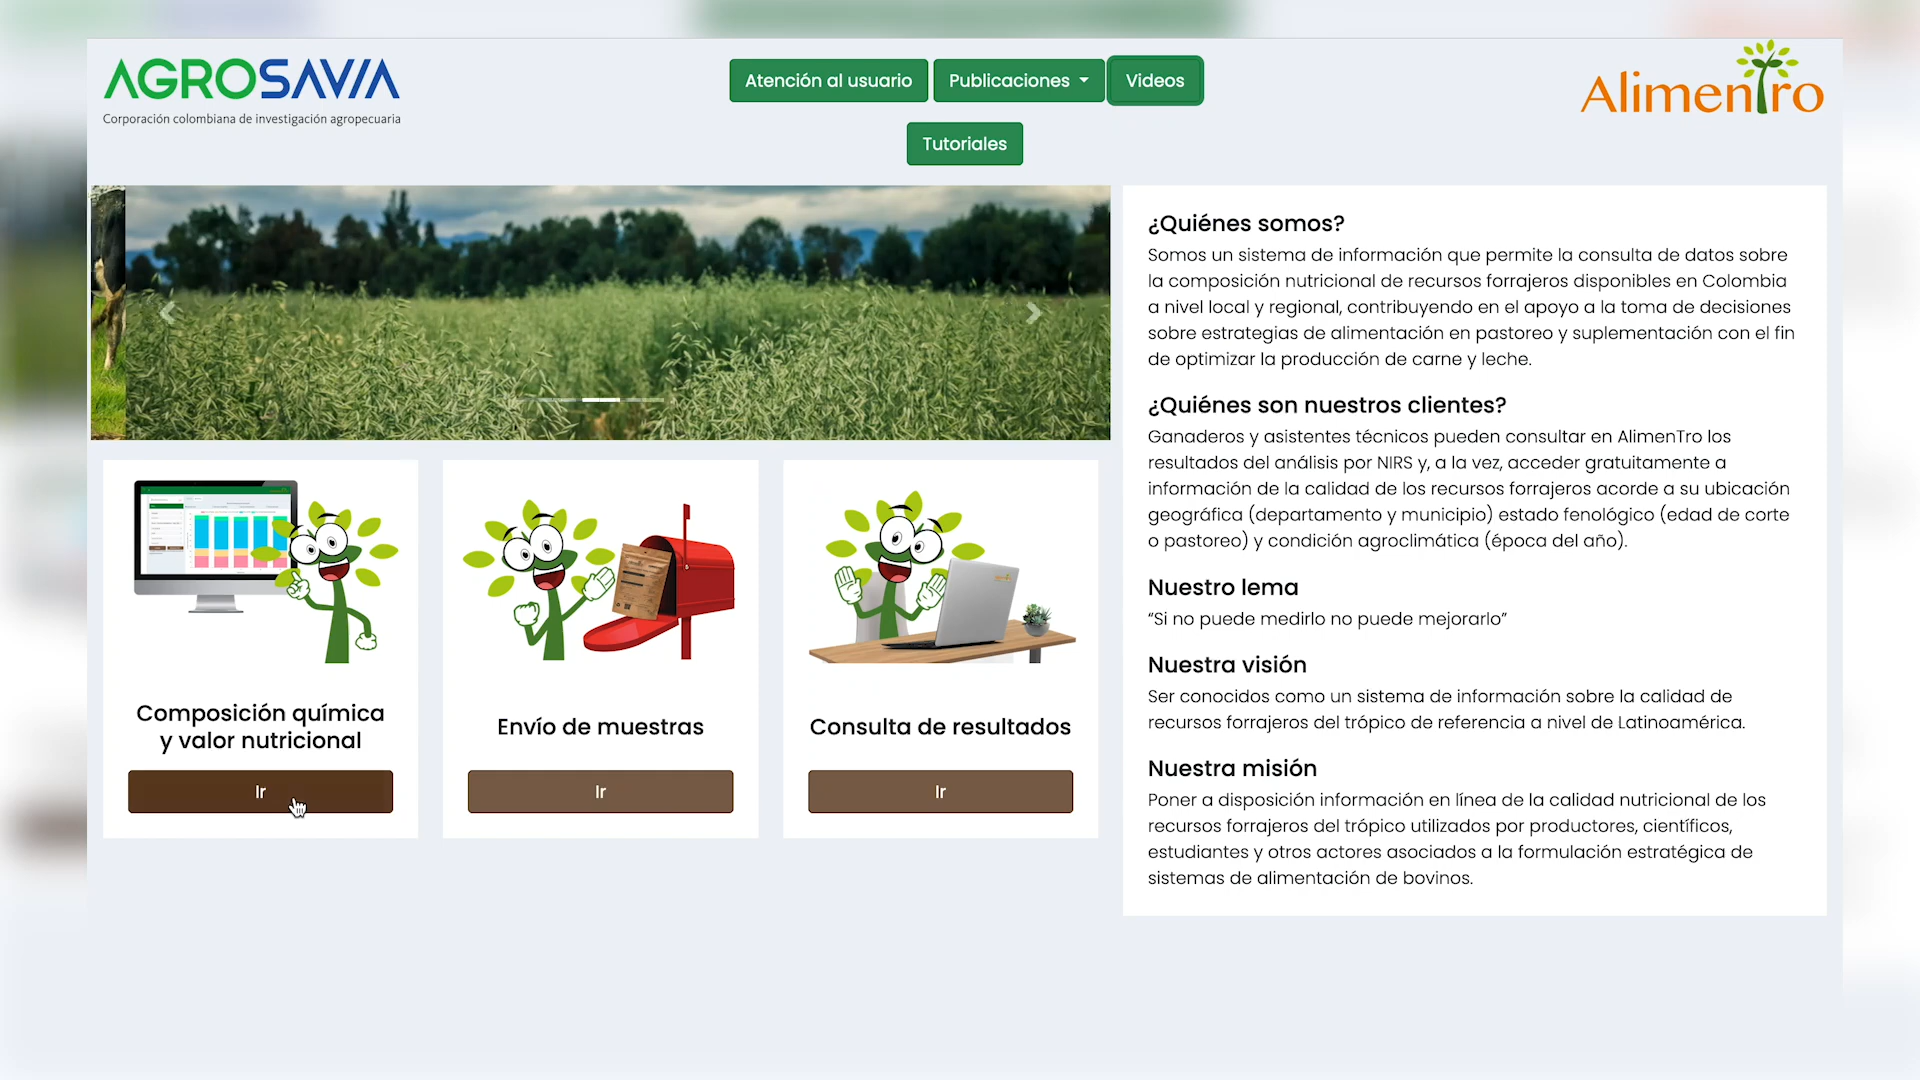 AGROSAVIA
Corporación colombiana de investigación agropecuaria
Atención al usuario
Publicaciones
Videos
Tutoriales
AlimenTro
¿Quiénes somos?
Somos un sistema de información que permite la consulta de datos sobre
la composición nutricional de recursos forrajeros disponibles en Colombia
a nivel local y regional, contribuyendo en el apoyo a la toma de decisiones
sobre estrategias de alimentación en pastoreo y suplementación con el fin
de optimizar la producción de carne y leche.
¿Quiénes son nuestros clientes?
Ganaderos y asistentes técnicos pueden consultar en AlimenTro los
resultados del análisis por NIRS y, a la vez, acceder gratuitamente a
información de la calidad de los recursos forrajeros acorde a su ubicación
geográfica (departamento y municipio) estado fenológico (edad de corte
o pastoreo) y condición agroclimática (época del año).
Nuestro lema
“Si no puede medirlo no puede mejorarlo”
Nuestra visión
Ser conocidos como un sistema de información sobre la calidad de
recursos forrajeros del trópico de referencia a nivel de Latinoamérica.
Nuestra misión
Poner a disposición información en línea de la calidad nutricional de los
recursos forrajeros del trópico utilizados por productores, científicos,
estudiantes y otros actores asociados a la formulación estratégica de
sistemas de alimentación de bovinos.
Composición química
y valor nutricional
Ir
Envío de muestras
Ir
Consulta de resultados
Ir